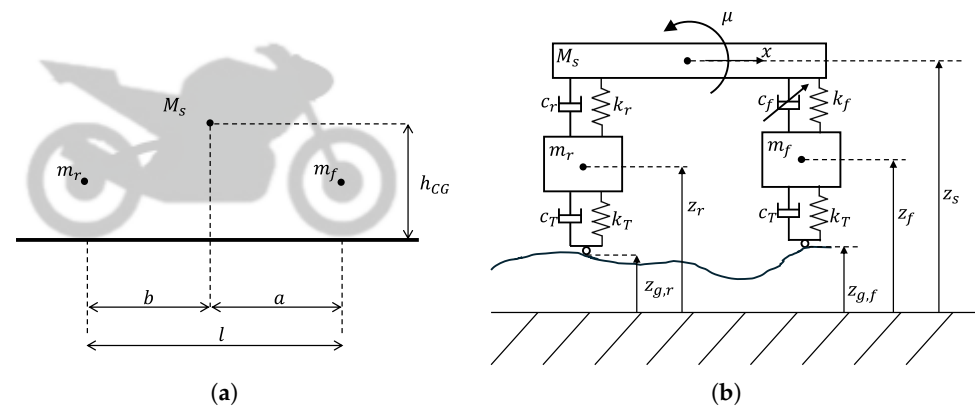 M_s
m_r
m_f
h_CG
b
a
l
(a)
μ
M_s
x
c_r
k_r
c_f
k_f
m_r
m_f
c_T
k_T
c_T
k_T
z_r
z_f
z_s
z_g,r
z_g,f
(b)